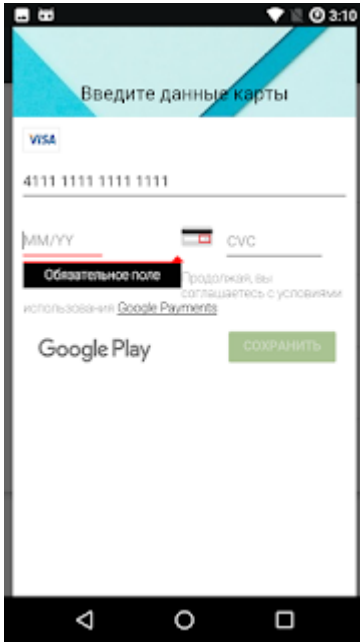 3:10
Введите данные карты
VISA
4111 1111 1111 1111
MM/YY
CVC
Обязательное поле
Продолжая, вы
соглашаетесь с условиями
использования Google Payments
Google Play
СОХРАНИТЬ